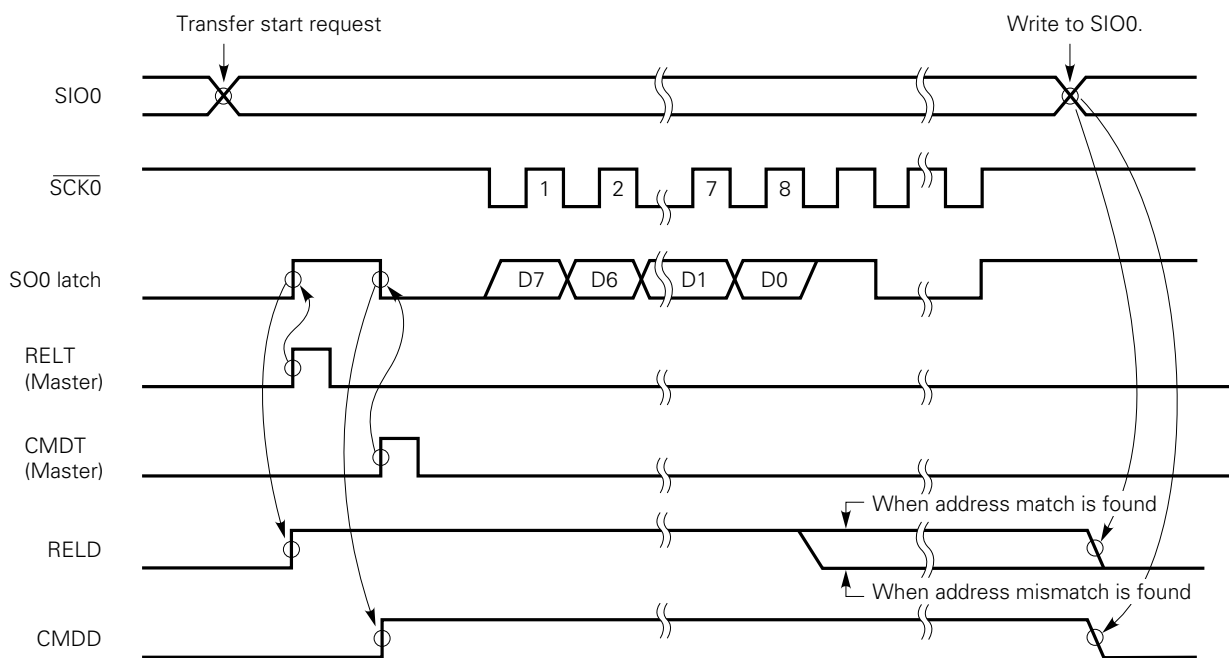 Transfer start request
Write to SIO0.
SIO0
SCK0
1 2 7 8
SO0 latch
D7 D6 D1 D0
RELT
(Master)
CMDT
(Master)
When address match is found
RELD
When address mismatch is found
CMDD